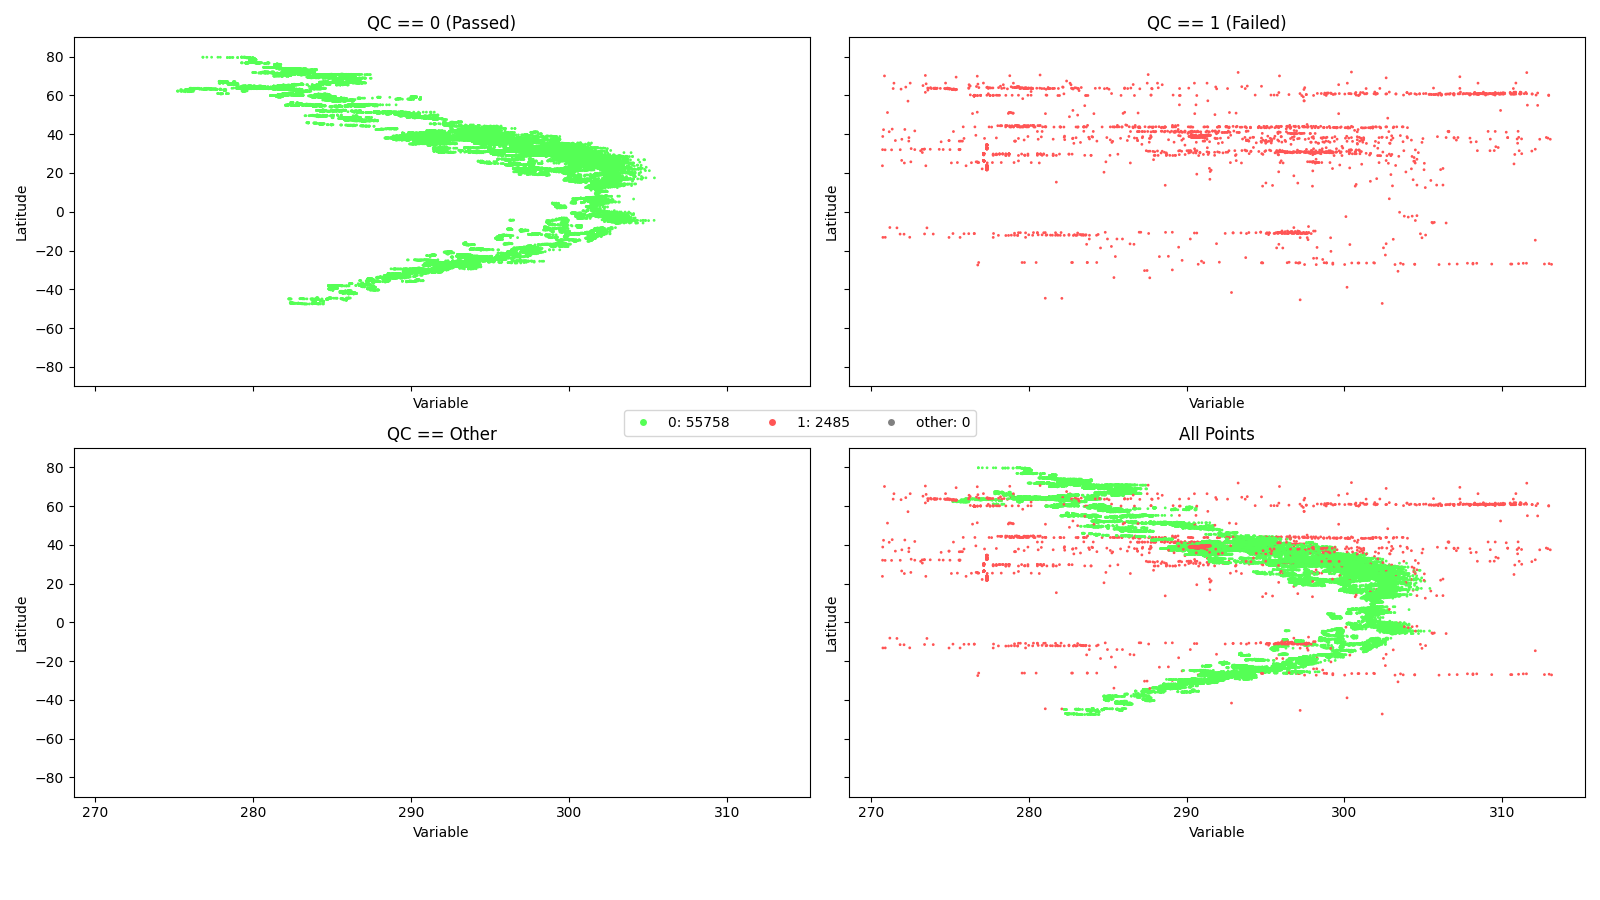 QC == 0 (Passed)
QC == 1 (Failed)
Latitude
80
60
40
20
0
−20
−40
−60
−80
Variable
Latitude
Variable
0: 55758
1: 2485
other: 0
QC == Other
All Points
Latitude
80
60
40
20
0
−20
−40
−60
−80
270
280
290
300
310
Variable
Latitude
270
280
290
300
310
Variable